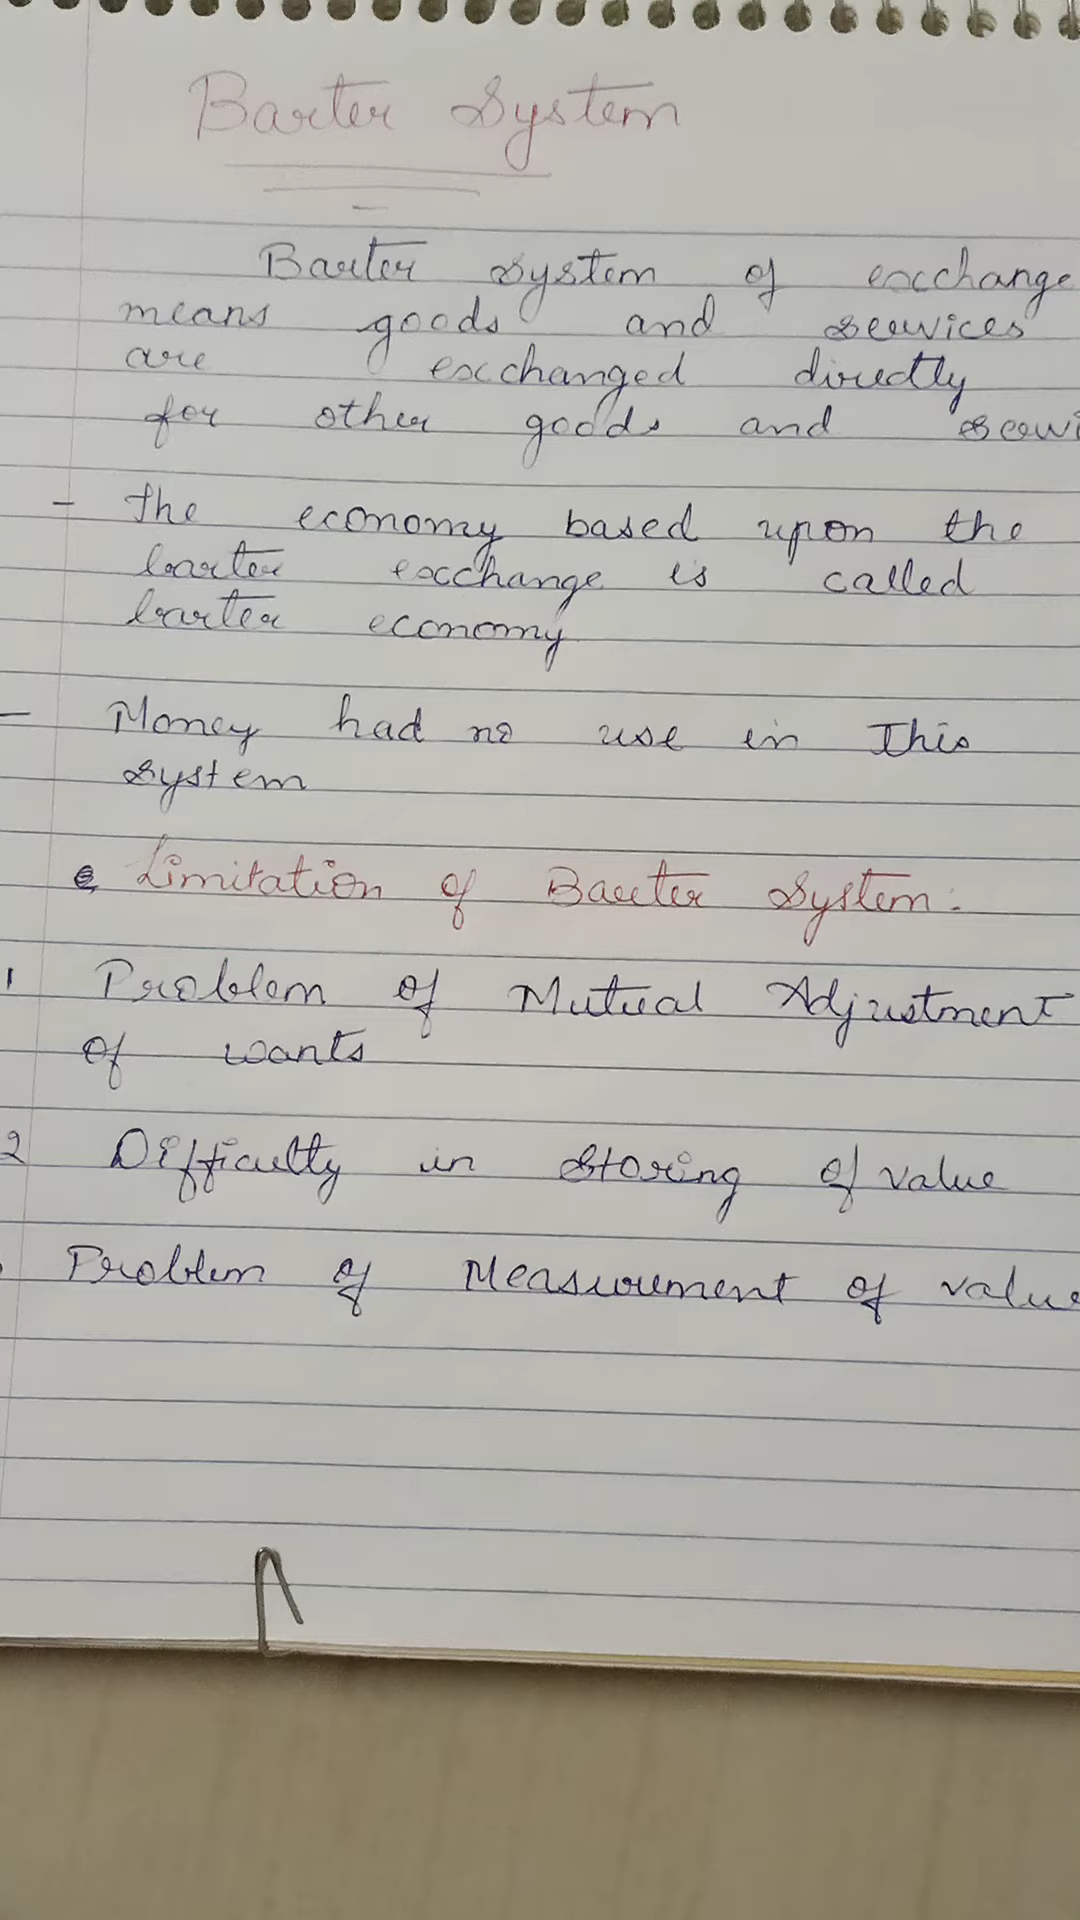 Barter System
Barter system of exchange
means goods and services
are exchanged directly
for other goods and servi
- The economy based upon the
barter exchange is called
barter economy
- Money had no use in This
system
Limitation of Barter System:
1 Problem of Mutual Adjustment
of wants
2 Difficulty in Storing of value
Problem of Measurement of value